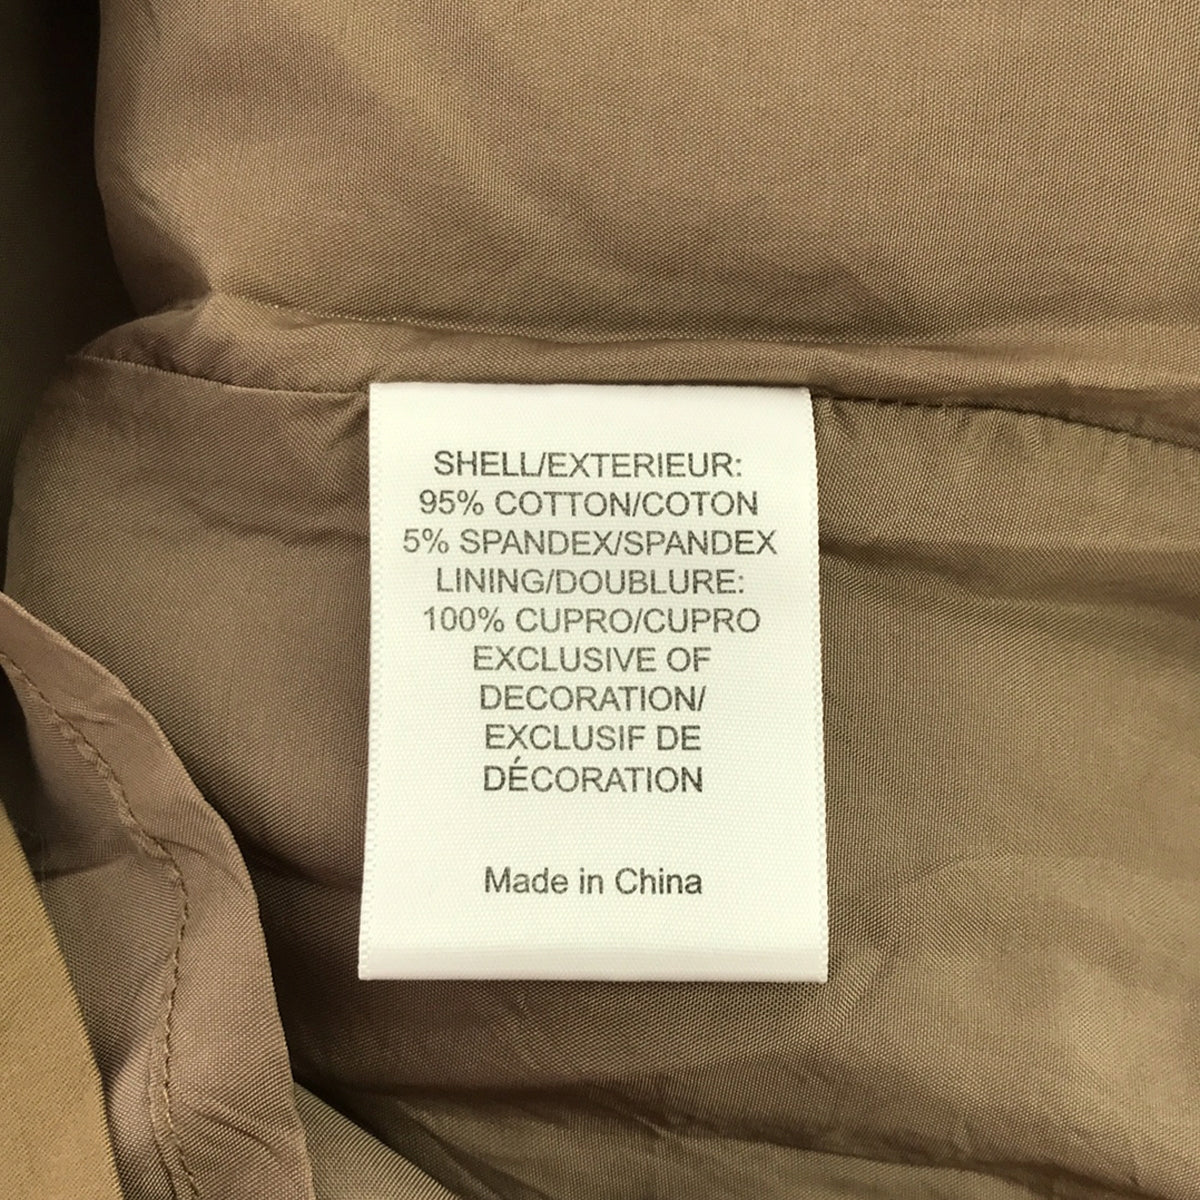 SHELL/EXTERIEUR:
95% COTTON/COTON
5% SPANDEX/SPANDEX
LINING/DOUBLURE:
100% CUPRO/CUPRO
EXCLUSIVE OF
DECORATION/
EXCLUSIF DE
DÉCORATION
Made in China